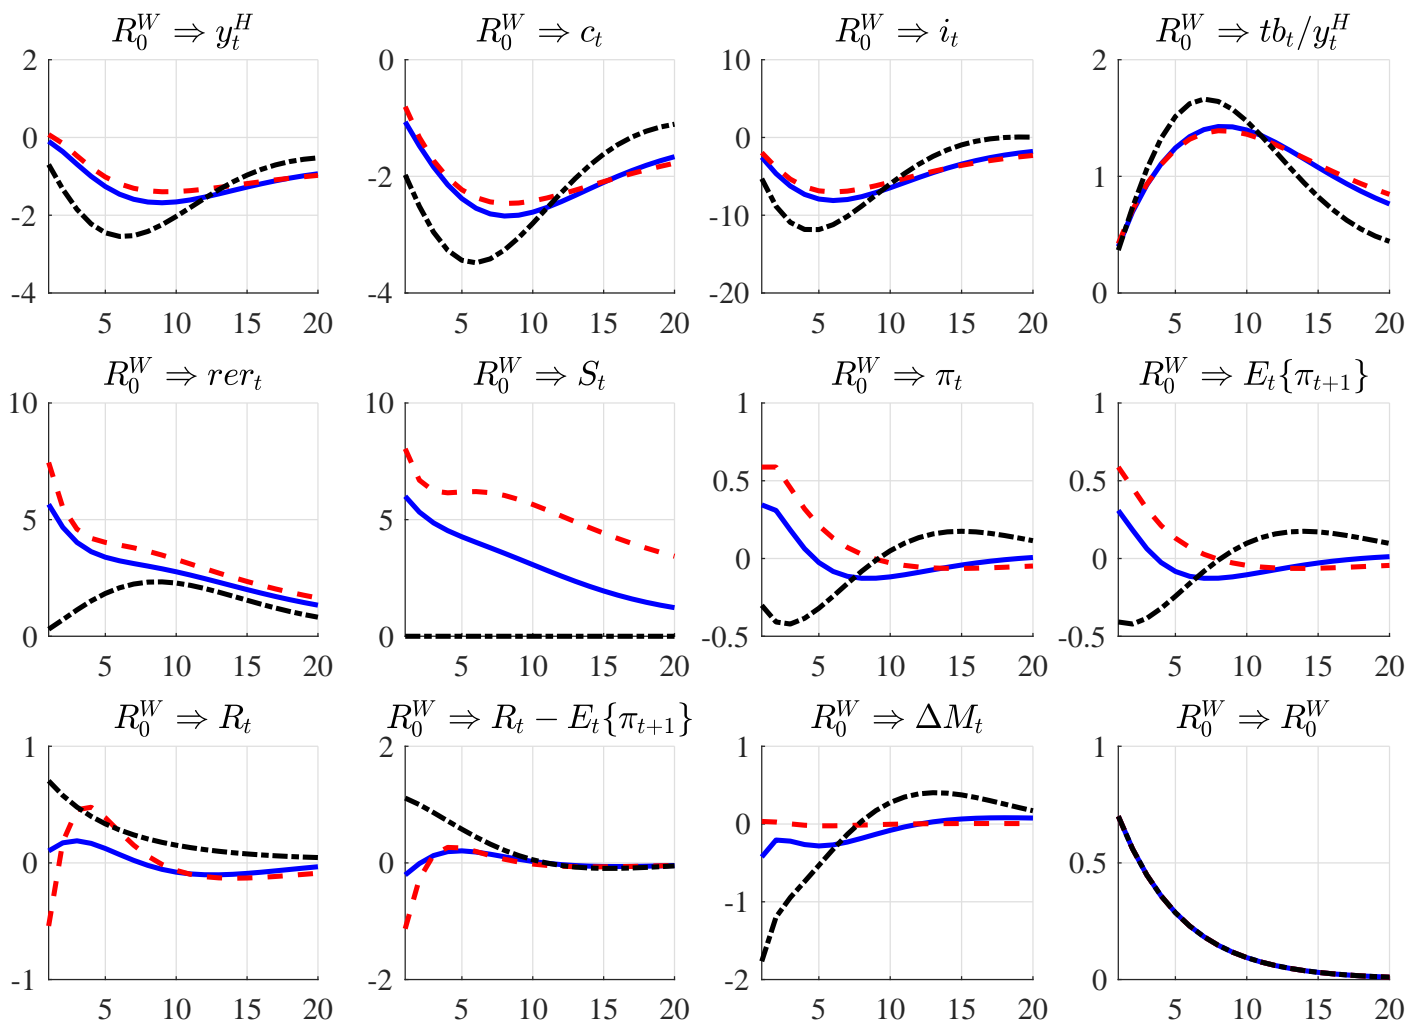 R_0^W ⇒ y_t^H
R_0^W ⇒ c_t
R_0^W ⇒ i_t
R_0^W ⇒ tb_t/y_t^H
2
0
-2
-4
5 10 15 20
0
-2
-4
5 10 15 20
10
0
-10
-20
5 10 15 20
2
1
0
5 10 15 20
R_0^W ⇒ rer_t
R_0^W ⇒ S_t
R_0^W ⇒ π_t
R_0^W ⇒ E_t{π_{t+1}}
10
5
0
5 10 15 20
10
5
0
5 10 15 20
1
0.5
0
-0.5
5 10 15 20
1
0.5
0
-0.5
5 10 15 20
R_0^W ⇒ R_t
R_0^W ⇒ R_t − E_t{π_{t+1}}
R_0^W ⇒ ΔM_t
R_0^W ⇒ R_0^W
1
0
-1
5 10 15 20
2
0
-2
5 10 15 20
1
0
-1
-2
5 10 15 20
1
0.5
0
5 10 15 20